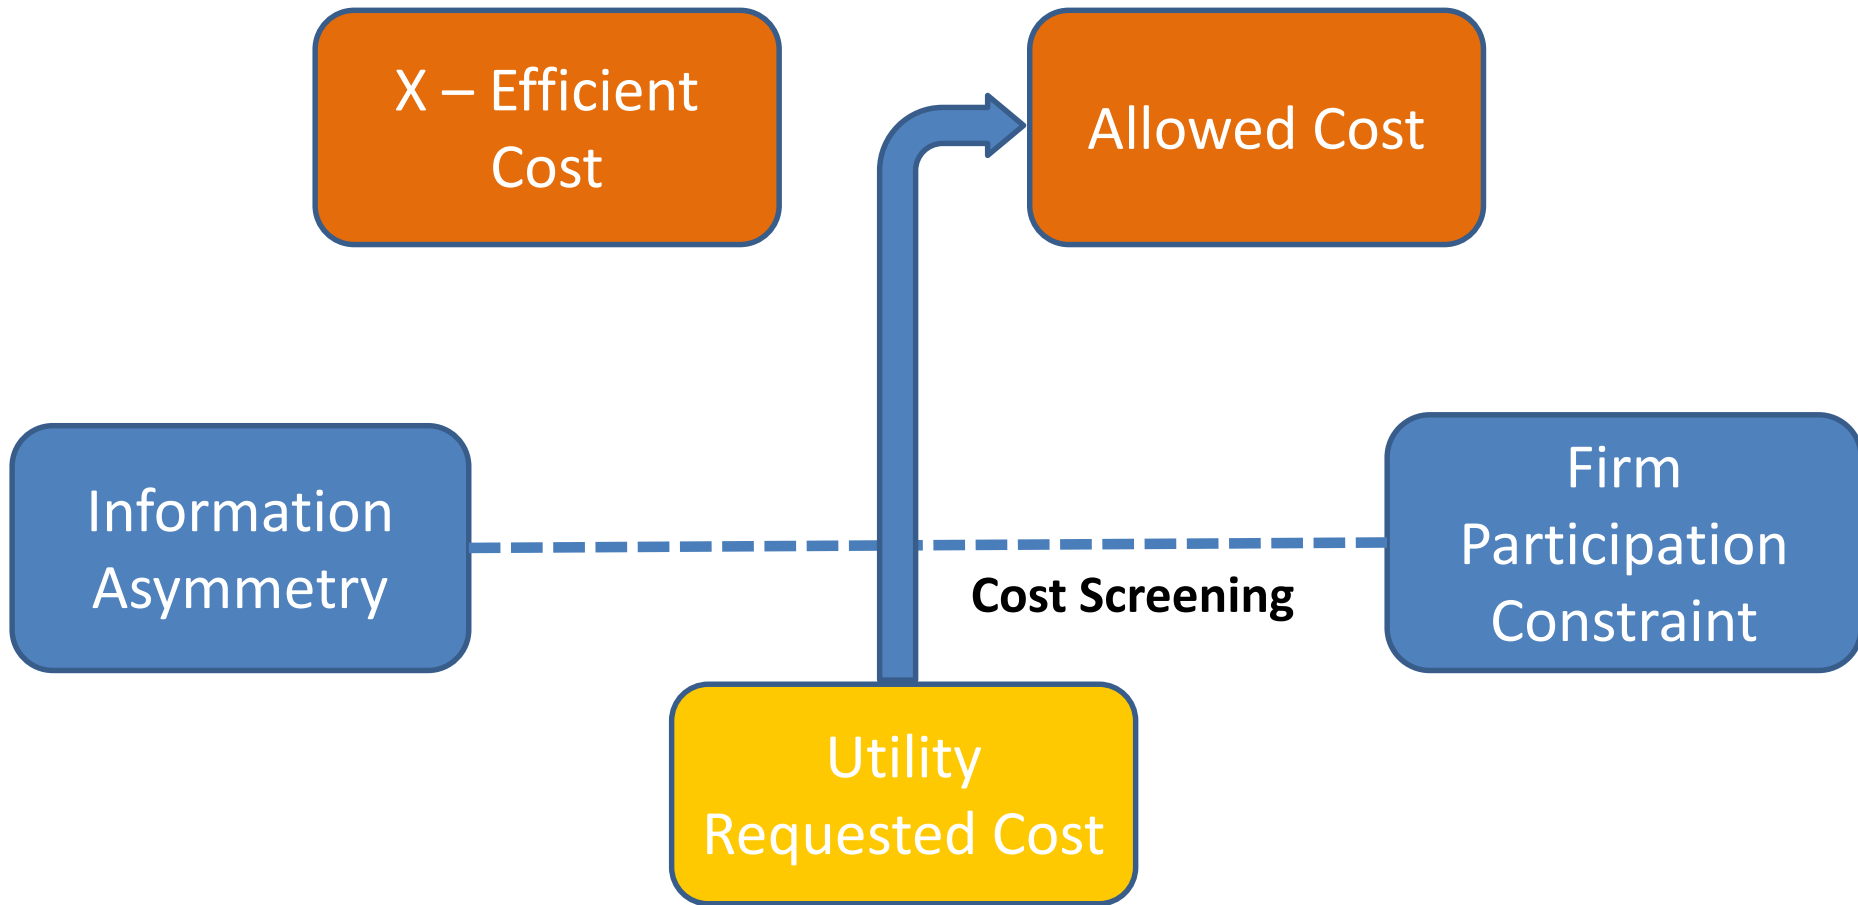 X – Efficient
Cost
Allowed Cost
Information
Asymmetry
Firm
Participation
Constraint
Cost Screening
Utility
Requested Cost